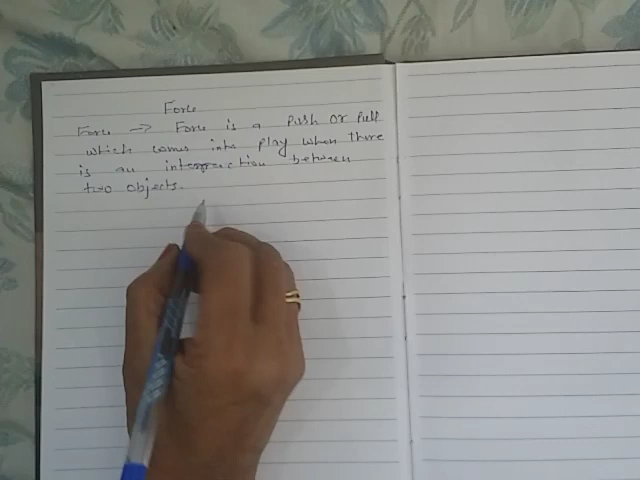 Force
Force → Force is a Push or Pull
which comes into play when there
is an interaction between
two objects.